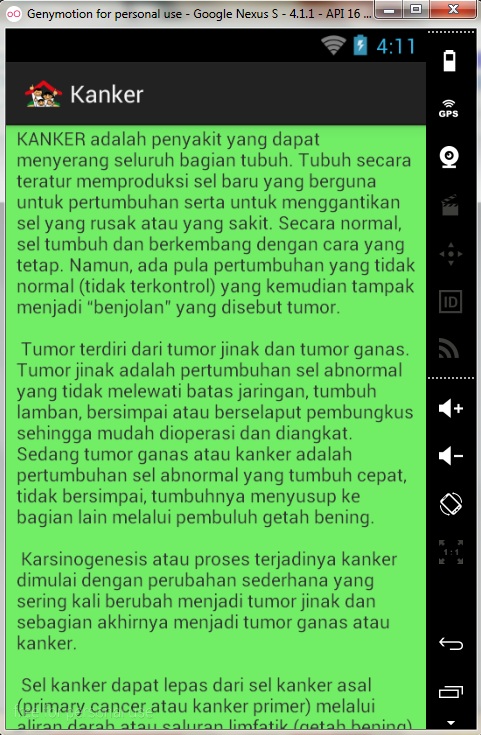 Genymotion for personal use - Google Nexus S - 4.1.1 - API 16 ...
4:11
Kanker
KANKER adalah penyakit yang dapat
menyerang seluruh bagian tubuh. Tubuh secara
teratur memproduksi sel baru yang berguna
untuk pertumbuhan serta untuk menggantikan
sel yang rusak atau yang sakit. Secara normal,
sel tumbuh dan berkembang dengan cara yang
tetap. Namun, ada pula pertumbuhan yang tidak
normal (tidak terkontrol) yang kemudian tampak
menjadi “benjolan” yang disebut tumor.
Tumor terdiri dari tumor jinak dan tumor ganas.
Tumor jinak adalah pertumbuhan sel abnormal
yang tidak melewati batas jaringan, tumbuh
lamban, bersimpai atau berselaput pembungkus
sehingga mudah dioperasi dan diangkat.
Sedang tumor ganas atau kanker adalah
pertumbuhan sel abnormal yang tumbuh cepat,
tidak bersimpai, tumbuhnya menyusup ke
bagian lain melalui pembuluh getah bening.
Karsinogenesis atau proses terjadinya kanker
dimulai dengan perubahan sederhana yang
sering kali berubah menjadi tumor jinak dan
sebagian akhirnya menjadi tumor ganas atau
kanker.
Sel kanker dapat lepas dari sel kanker asal
(primary cancer atau kanker primer) melalui
aliran darah atau saluran limfatik (getah bening)
GPS
ID
1:1